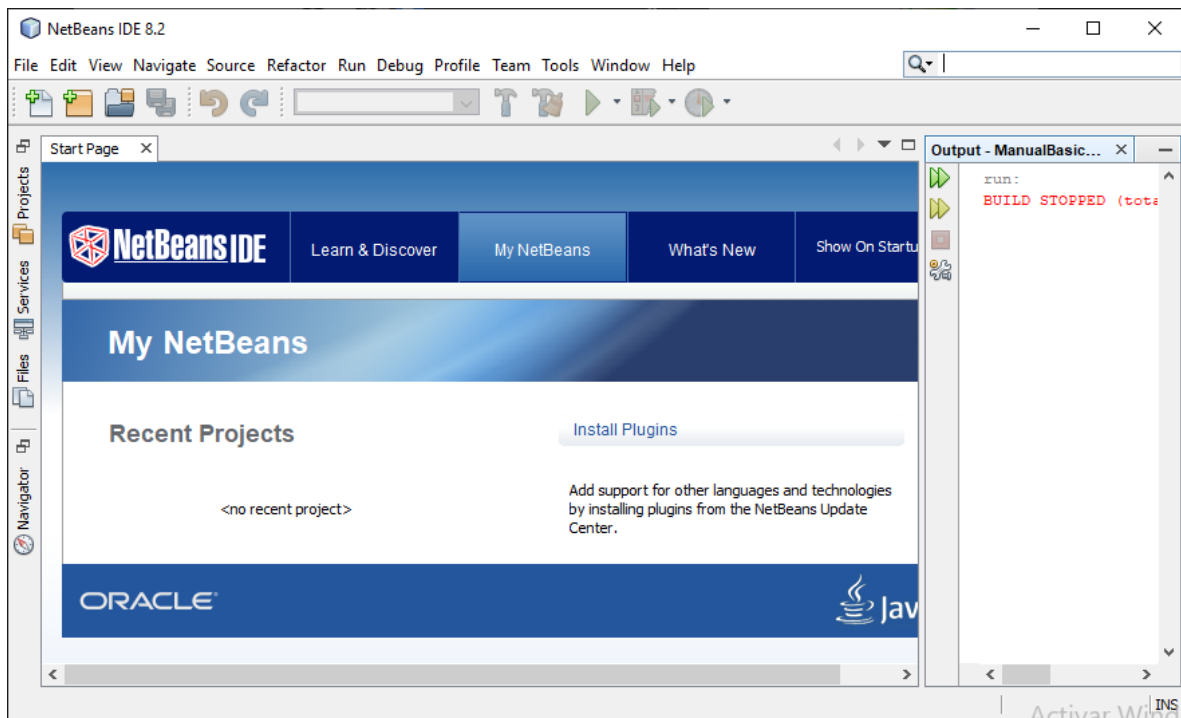 NetBeans IDE 8.2
File Edit View Navigate Source Refactor Run Debug Profile Team Tools Window Help
Start Page
Output - ManualBasic...
Projects
Services
Files
Navigator
NetBeans IDE
Learn & Discover
My NetBeans
What's New
Show On Startu
My NetBeans
Recent Projects
<no recent project>
Install Plugins
Add support for other languages and technologies
by installing plugins from the NetBeans Update
Center.
ORACLE
Jav
run:
BUILD STOPPED (tota
INS
Activar Wind